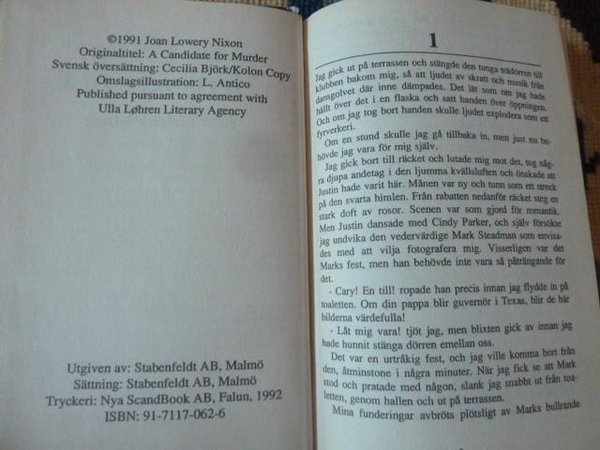 ©1991 Joan Lowery Nixon
Originaltitel: A Candidate for Murder
Svensk översättning: Cecilia Björk/Kolon Copy
Omslagsillustration: L. Antico
Published pursuant to agreement with
Ulla Løhren Literary Agency
Utgiven av: Stabenfeldt AB, Malmö
Sättning: Stabenfeldt AB, Malmö
Tryckeri: Nya ScandBook AB, Falun, 1992
ISBN: 91-7117-062-6
1
Jag gick ut på terrassen och stängde den tunga trädörren till
klubben bakom mig, så att ljudet av skratt och musik från
dansgolvet där inne dämpades. Det lät som om jag hade
hällt över det i en flaska och satt handen över öppningen.
Och om jag tog bort handen skulle ljudet explodera som ett
fyrverkeri.
Om en stund skulle jag gå tillbaka in, men just nu be-
hövde jag vara för mig själv.
Jag gick bort till räcket och lutade mig mot det, tog någ-
ra djupa andetag i den ljumma kvällsluften och önskade att
Justin hade varit här. Månen var ny och tunn som ett streck
på den svarta himlen. Från rabatten nedanför räcket steg en
stark doft av rosor. Scenen var som gjord för romantik.
Men Justin dansade med Cindy Parker, och själv försökte
jag undvika den vedervärdige Mark Steadman som envisa-
des med att vilja fotografera mig. Visserligen var det
Marks fest, men han behövde inte vara så påträngande för
det.
- Cary! En till! ropade han precis innan jag flydde in på
toaletten. Om din pappa blir guvernör i Texas, blir de här
bilderna värdefulla!
- Låt mig vara! tjöt jag, men blixten gick av innan jag
hade hunnit stänga dörren emellan oss.
Det var en urtråkig fest, och jag ville komma bort från
den, åtminstone i några minuter. När jag fick se att Mark
stod och pratade med någon, slank jag snabbt ut från toa-
letten, genom hallen och ut på terrassen.
Mina funderingar avbröts plötsligt av Marks bullrande